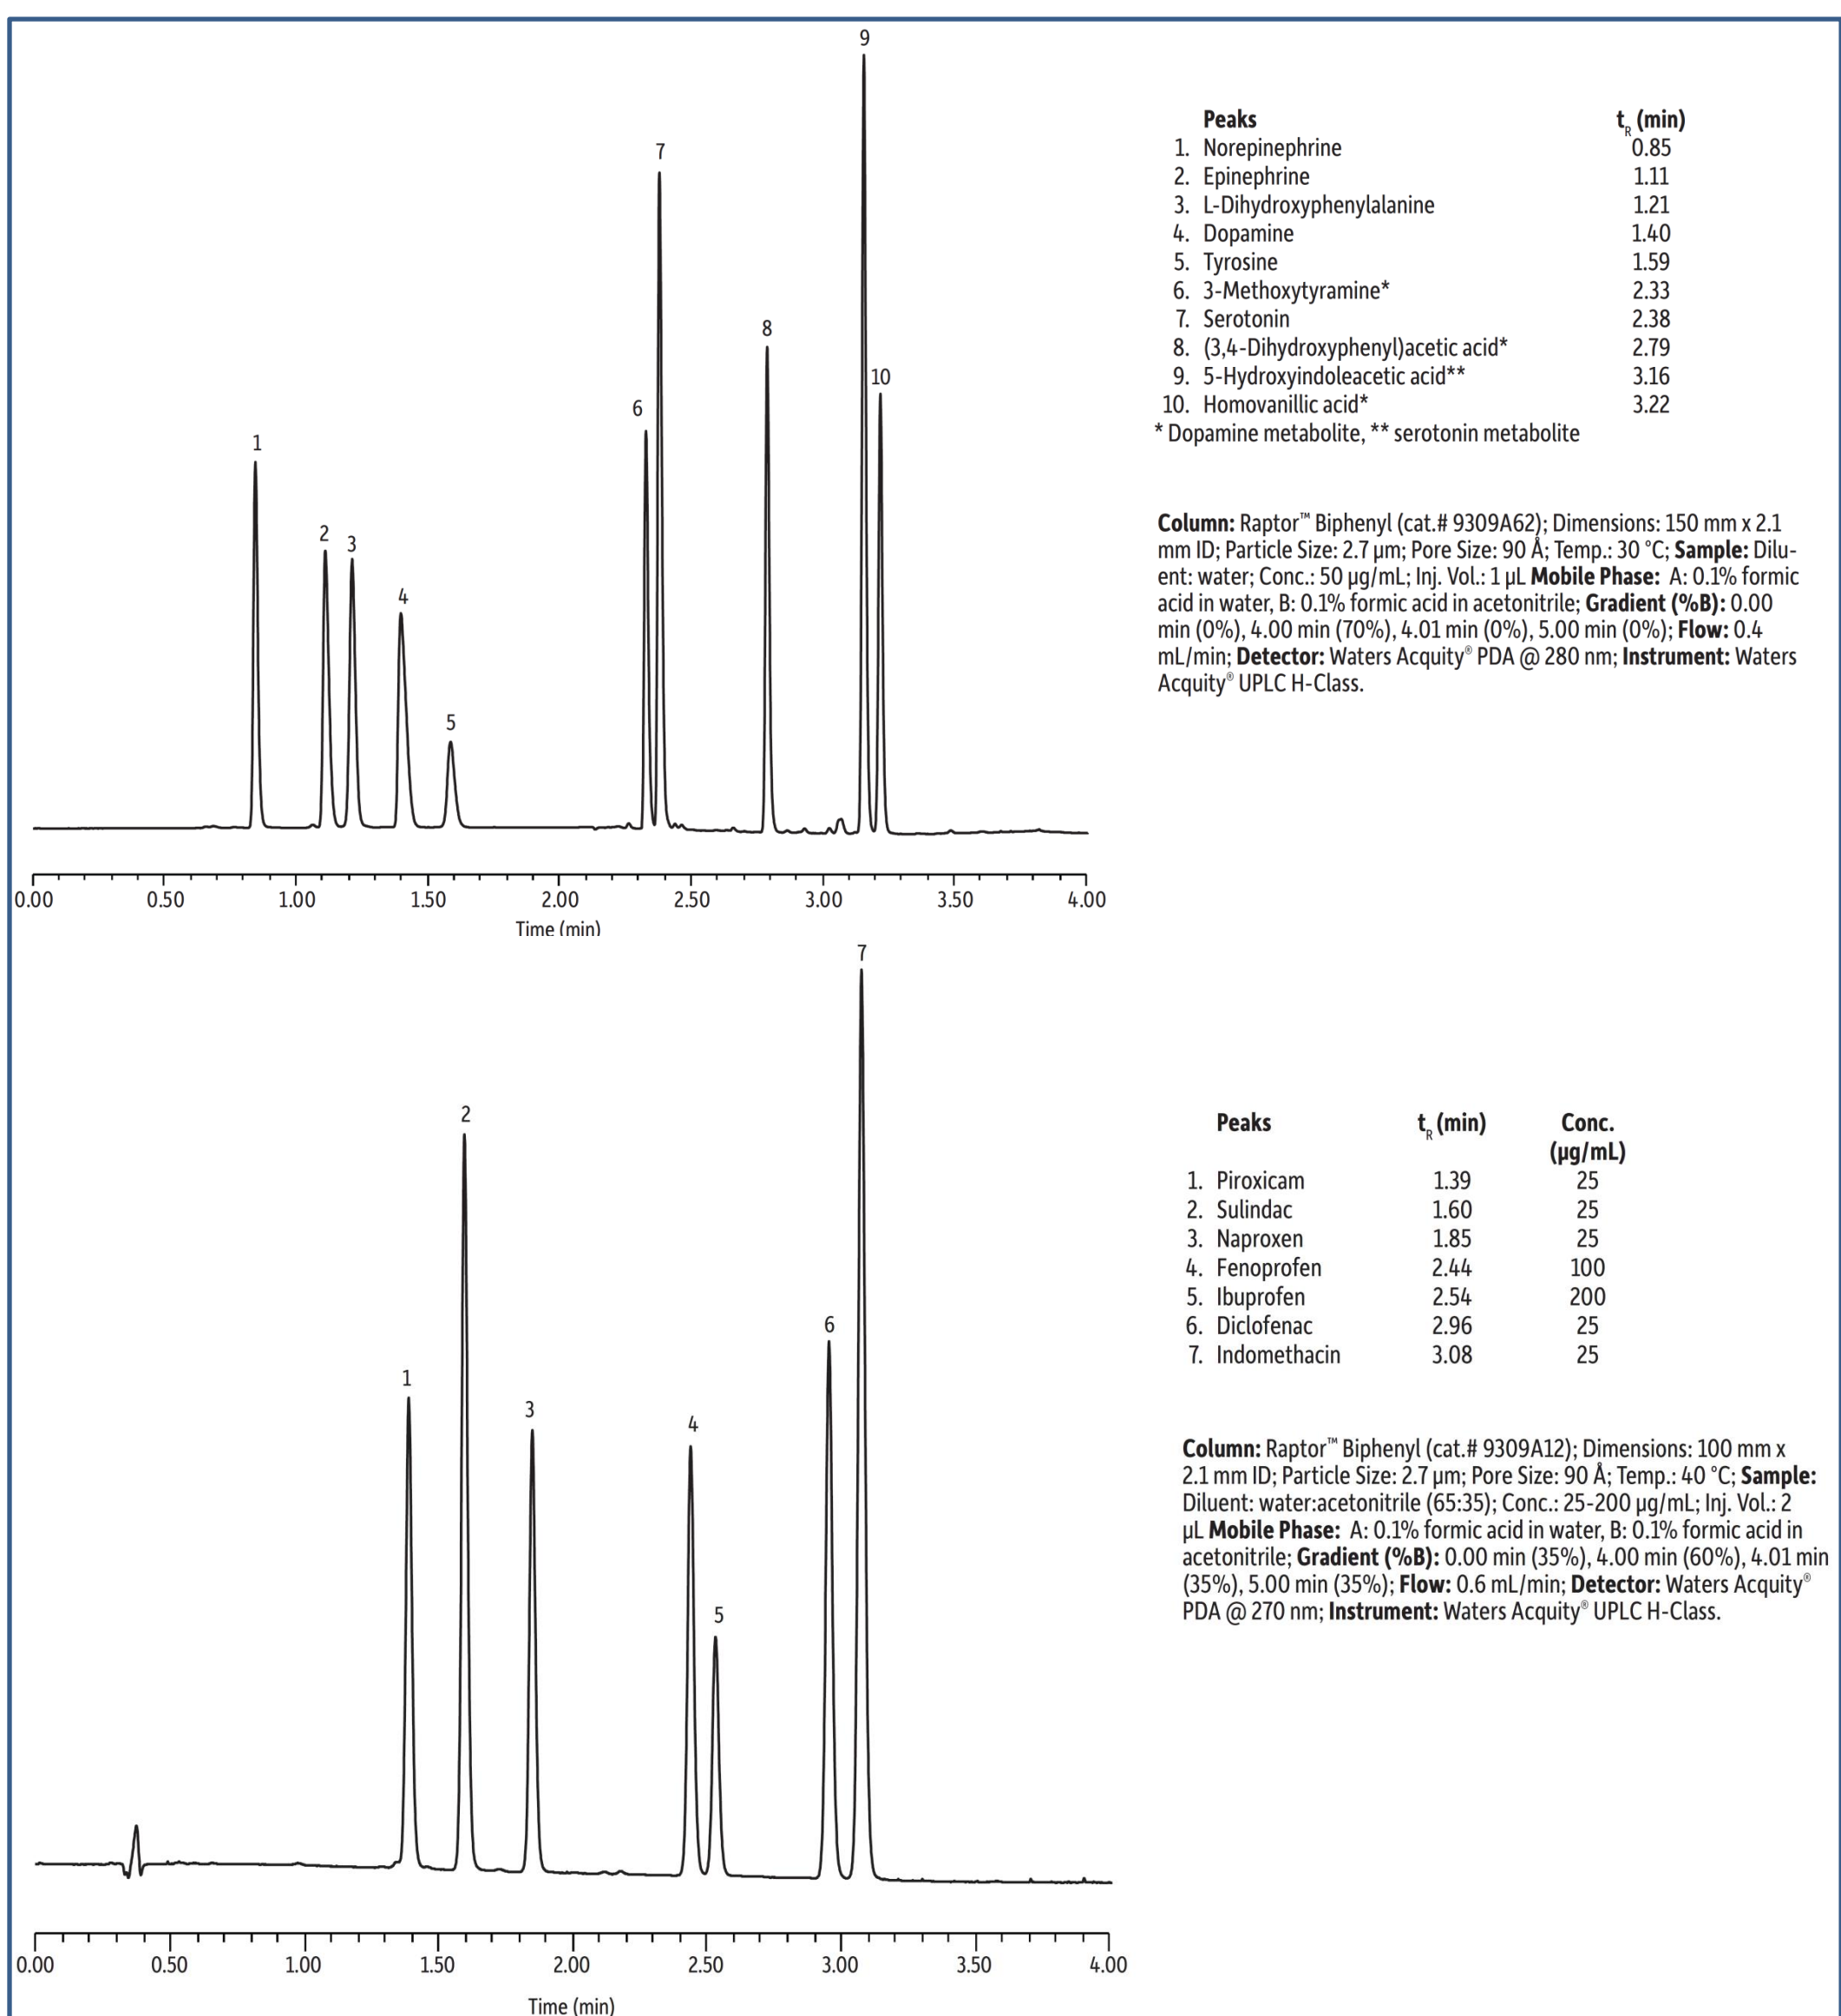 9
7
8
10
6
1
2
3
4
5
0.00 0.50 1.00 1.50 2.00 2.50 3.00 3.50 4.00
Time (min)
Peaks tR (min)
1. Norepinephrine 0.85
2. Epinephrine 1.11
3. L-Dihydroxyphenylalanine 1.21
4. Dopamine 1.40
5. Tyrosine 1.59
6. 3-Methoxytyramine* 2.33
7. Serotonin 2.38
8. (3,4-Dihydroxyphenyl)acetic acid* 2.79
9. 5-Hydroxyindoleacetic acid** 3.16
10. Homovanillic acid* 3.22
* Dopamine metabolite, ** serotonin metabolite
Column: Raptor™ Biphenyl (cat.# 9309A62); Dimensions: 150 mm x 2.1
mm ID; Particle Size: 2.7 µm; Pore Size: 90 Å; Temp.: 30 °C; Sample: Dilu-
ent: water; Conc.: 50 µg/mL; Inj. Vol.: 1 µL Mobile Phase: A: 0.1% formic
acid in water, B: 0.1% formic acid in acetonitrile; Gradient (%B): 0.00
min (0%), 4.00 min (70%), 4.01 min (0%), 5.00 min (0%); Flow: 0.4
mL/min; Detector: Waters Acquity® PDA @ 280 nm; Instrument: Waters
Acquity® UPLC H-Class.
7
2
6
1
3
4
5
0.00 0.50 1.00 1.50 2.00 2.50 3.00 3.50 4.00
Time (min)
Peaks tR (min) Conc.
(µg/mL)
1. Piroxicam 1.39 25
2. Sulindac 1.60 25
3. Naproxen 1.85 25
4. Fenoprofen 2.44 100
5. Ibuprofen 2.54 200
6. Diclofenac 2.96 25
7. Indomethacin 3.08 25
Column: Raptor™ Biphenyl (cat.# 9309A12); Dimensions: 100 mm x
2.1 mm ID; Particle Size: 2.7 µm; Pore Size: 90 Å; Temp.: 40 °C; Sample:
Diluent: water:acetonitrile (65:35); Conc.: 25-200 µg/mL; Inj. Vol.: 2
µL Mobile Phase: A: 0.1% formic acid in water, B: 0.1% formic acid in
acetonitrile; Gradient (%B): 0.00 min (35%), 4.00 min (60%), 4.01 min
(35%), 5.00 min (35%); Flow: 0.6 mL/min; Detector: Waters Acquity®
PDA @ 270 nm; Instrument: Waters Acquity® UPLC H-Class.